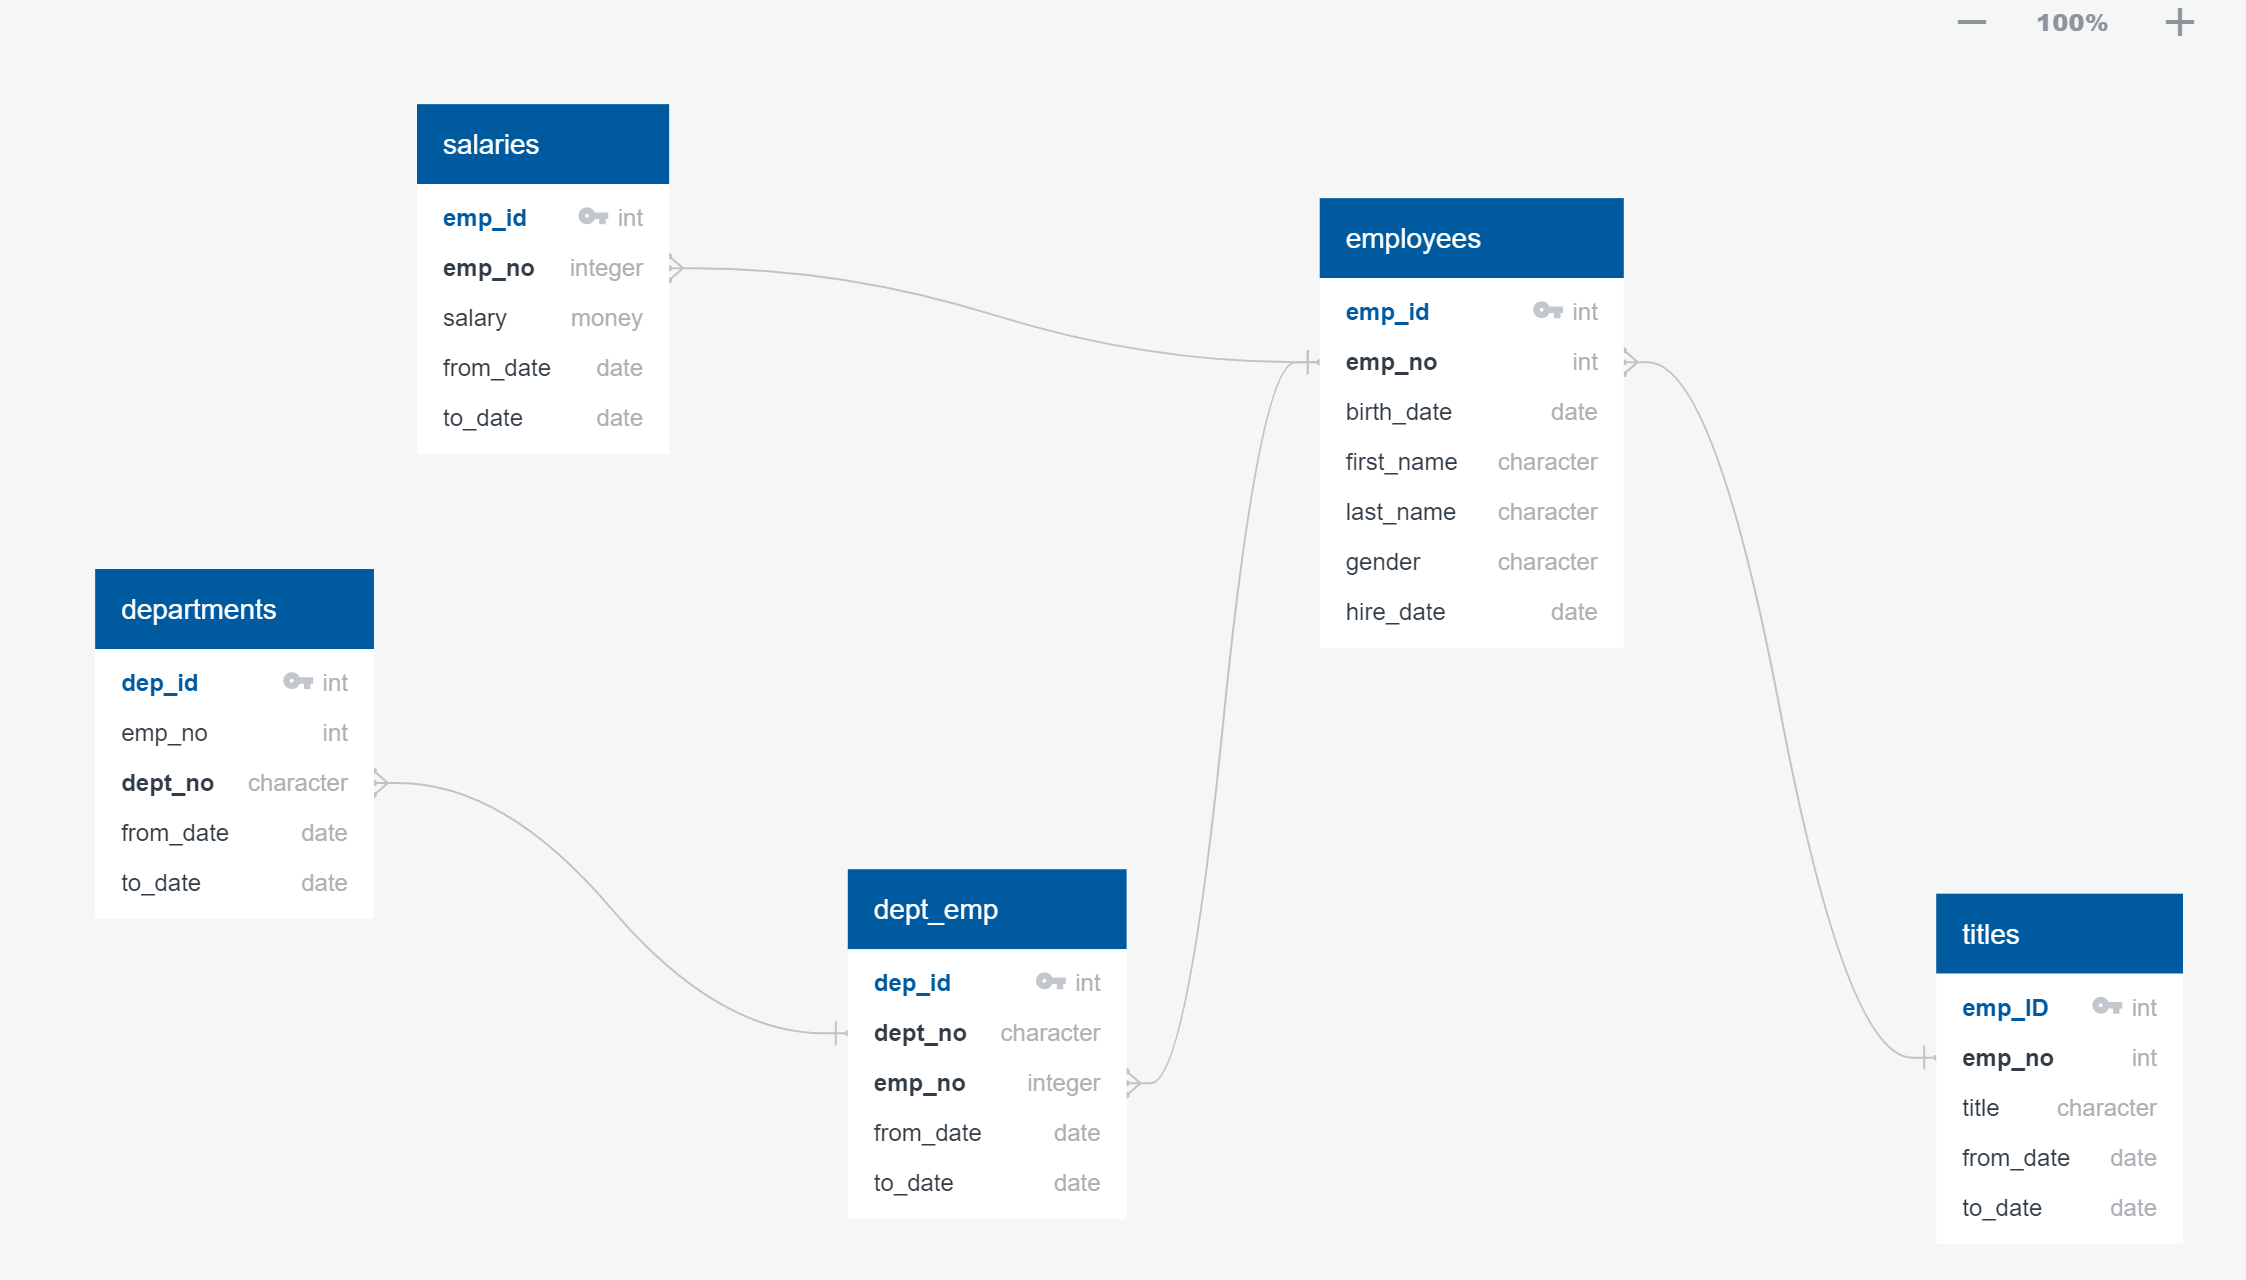 100%
salaries
emp_id int
emp_no integer
salary money
from_date date
to_date date
employees
emp_id int
emp_no int
birth_date date
first_name character
last_name character
gender character
hire_date date
departments
dep_id int
emp_no int
dept_no character
from_date date
to_date date
dept_emp
dep_id int
dept_no character
emp_no integer
from_date date
to_date date
titles
emp_ID int
emp_no int
title character
from_date date
to_date date